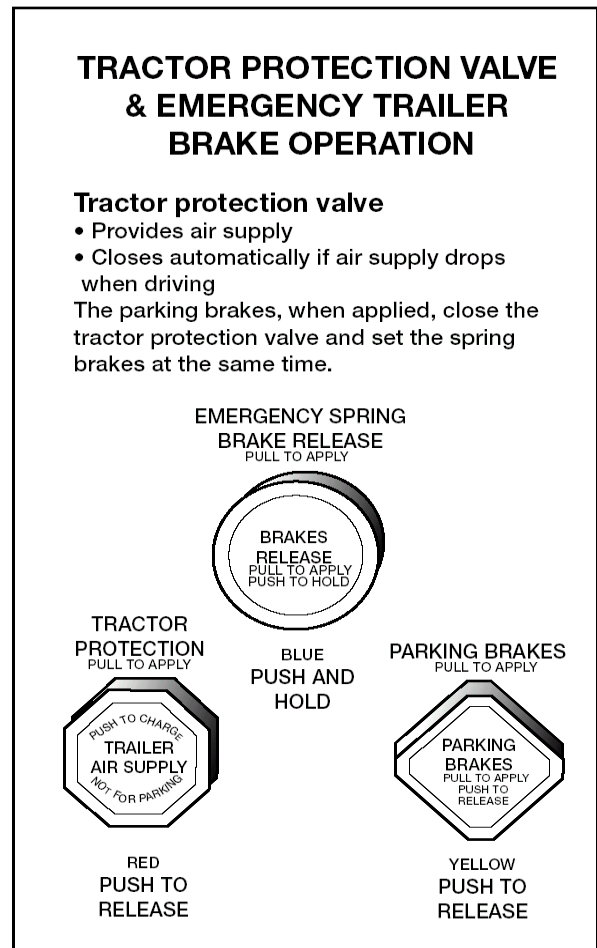 TRACTOR PROTECTION VALVE
& EMERGENCY TRAILER
BRAKE OPERATION
Tractor protection valve
• Provides air supply
• Closes automatically if air supply drops
when driving
The parking brakes, when applied, close the
tractor protection valve and set the spring
brakes at the same time.
EMERGENCY SPRING
BRAKE RELEASE
PULL TO APPLY
BRAKES
RELEASE
PULL TO APPLY
PUSH TO HOLD
BLUE
PUSH AND
HOLD
TRACTOR
PROTECTION
PULL TO APPLY
PUSH TO CHARGE
TRAILER
AIR SUPPLY
NOT FOR PARKING
RED
PUSH TO
RELEASE
PARKING BRAKES
PULL TO APPLY
PARKING
BRAKES
PULL TO APPLY
PUSH TO
RELEASE
YELLOW
PUSH TO
RELEASE